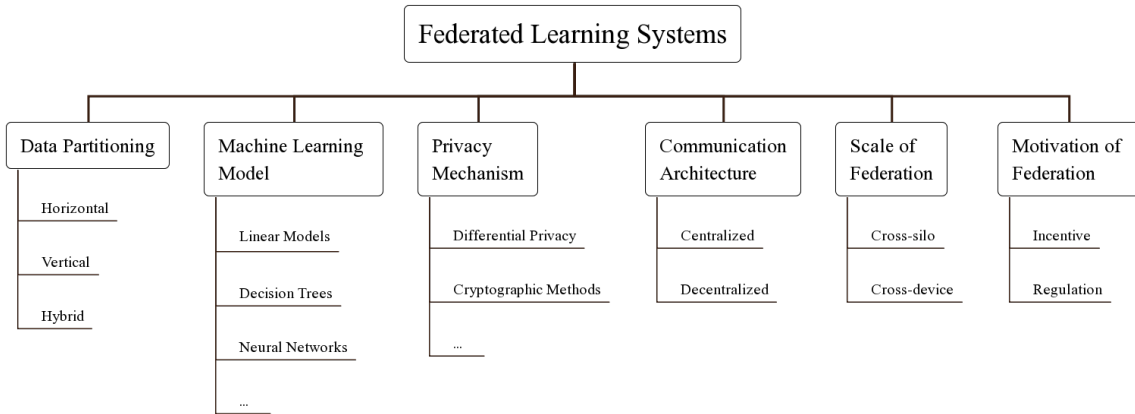 Federated Learning Systems
Data Partitioning
Horizontal
Vertical
Hybrid
Machine Learning
Model
Linear Models
Decision Trees
Neural Networks
...
Privacy
Mechanism
Differential Privacy
Cryptographic Methods
...
Communication
Architecture
Centralized
Decentralized
Scale of
Federation
Cross-silo
Cross-device
Motivation of
Federation
Incentive
Regulation